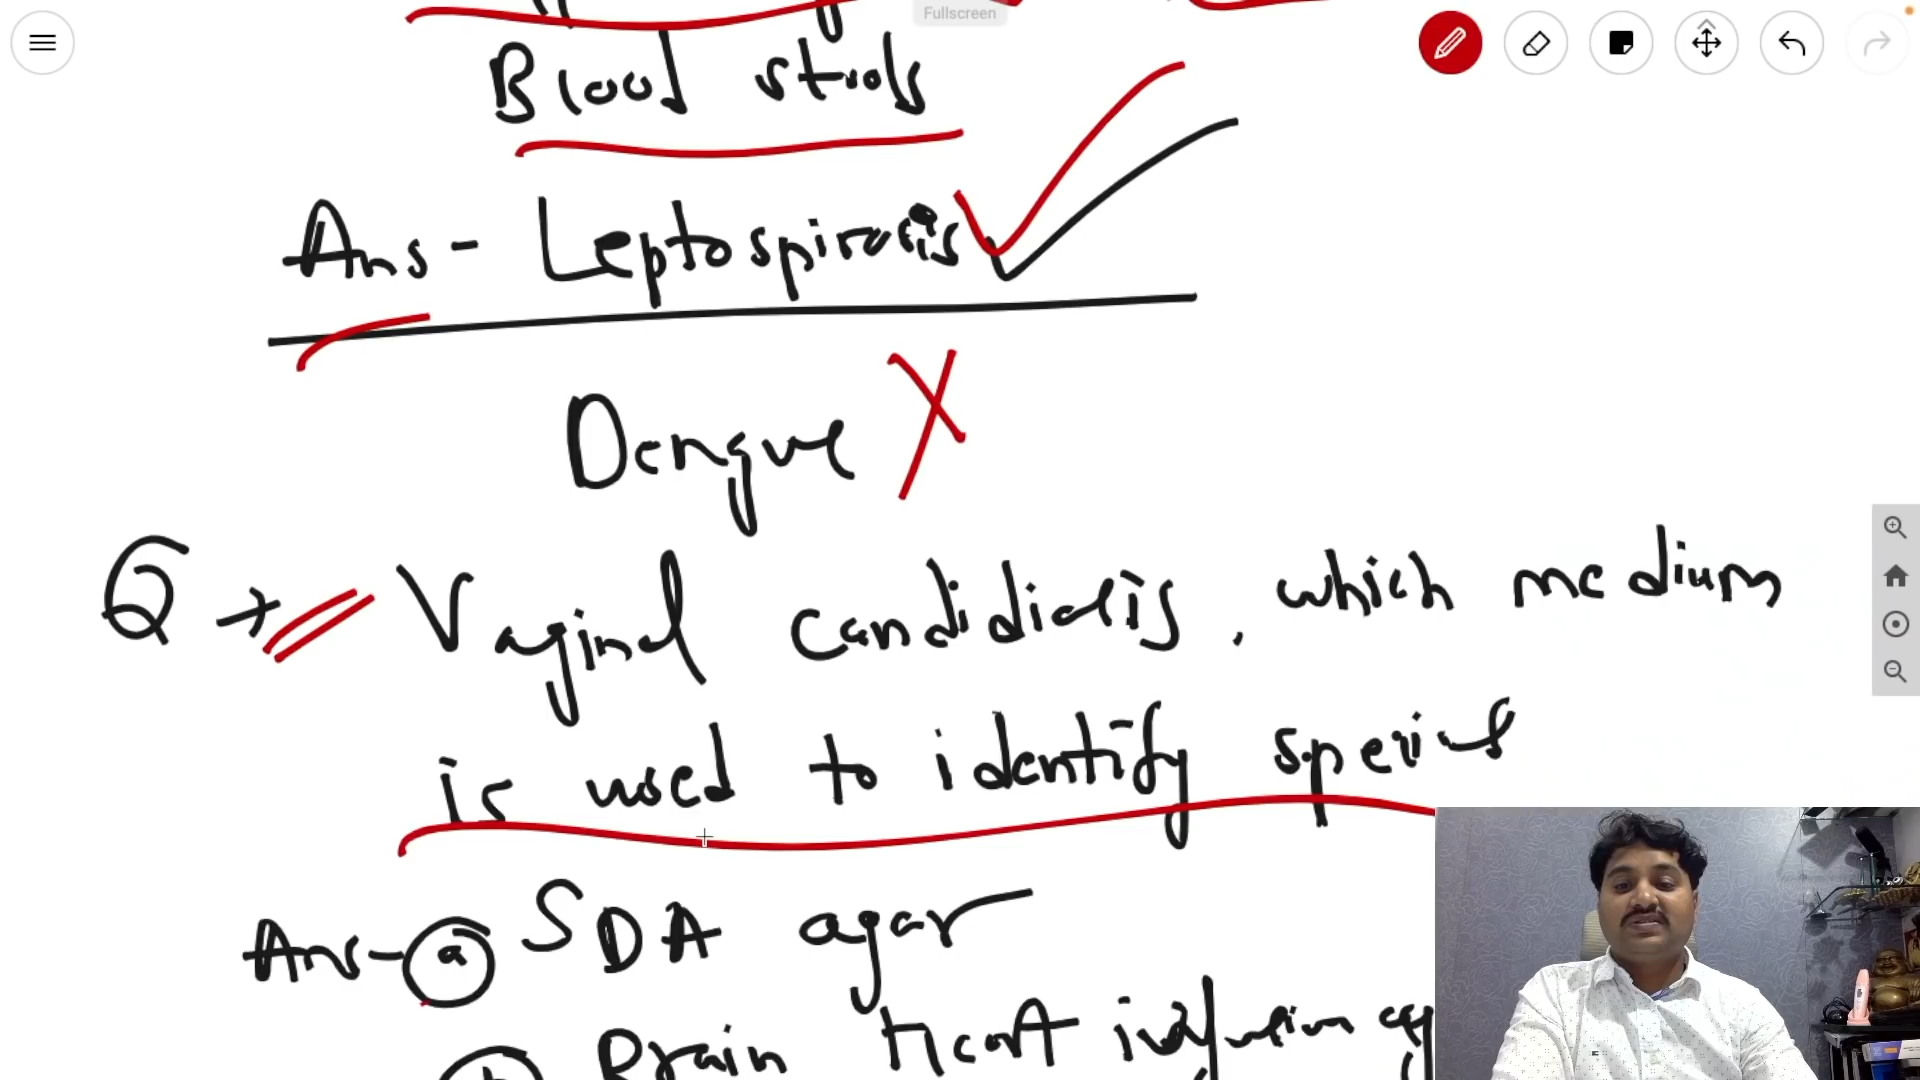 Fullscreen
Blood stools
Ans - Leptospirosis
Dengue X
Q → Vaginal candidiasis, which medium
is used to identify species
Ans - a SDA agar
b Brain Heart infusion